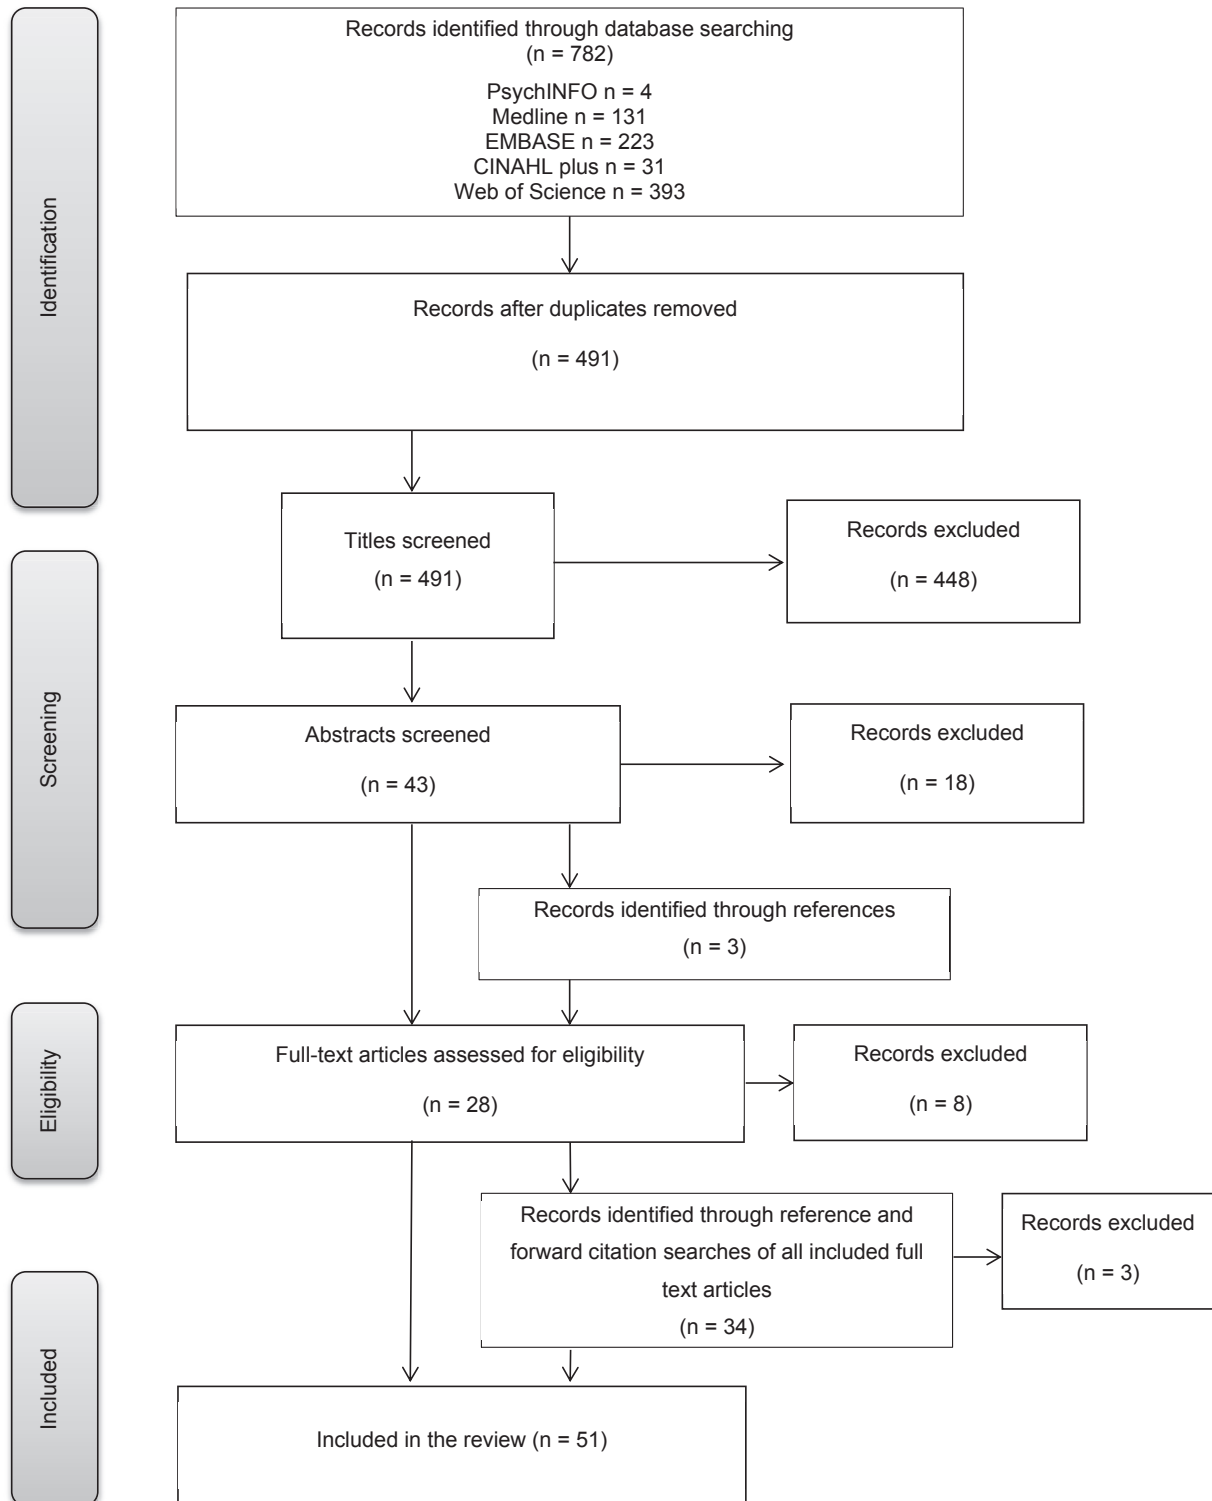 Identification
Records identified through database searching
(n = 782)
PsychINFO n = 4
Medline n = 131
EMBASE n = 223
CINAHL plus n = 31
Web of Science n = 393
Records after duplicates removed
(n = 491)
Screening
Titles screened
(n = 491)
Records excluded
(n = 448)
Abstracts screened
(n = 43)
Records excluded
(n = 18)
Records identified through references
(n = 3)
Eligibility
Full-text articles assessed for eligibility
(n = 28)
Records excluded
(n = 8)
Records identified through reference and
forward citation searches of all included full
text articles
(n = 34)
Records excluded
(n = 3)
Included
Included in the review (n = 51)